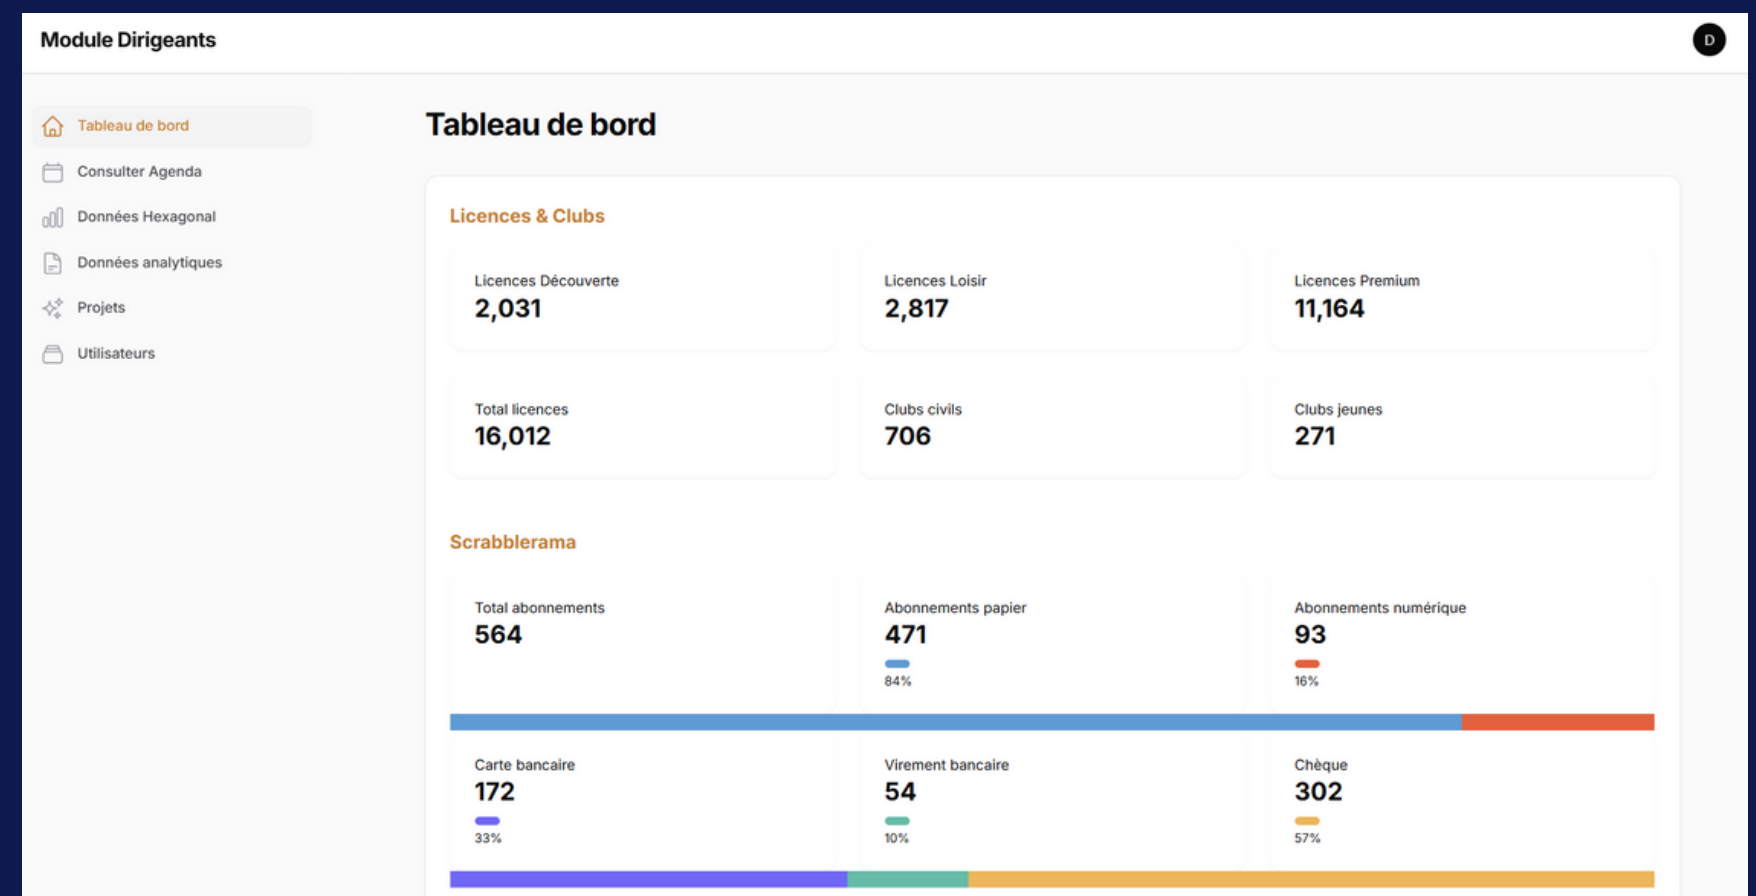 Module Dirigeants
D
Tableau de bord
Consulter Agenda
Données Hexagonal
Données analytiques
Projets
Utilisateurs
Tableau de bord
Licences & Clubs
Licences Découverte
2,031
Licences Loisir
2,817
Licences Premium
11,164
Total licences
16,012
Clubs civils
706
Clubs jeunes
271
Scrabblerama
Total abonnements
564
Abonnements papier
471
84%
Abonnements numérique
93
16%
Carte bancaire
172
33%
Virement bancaire
54
10%
Chèque
302
57%